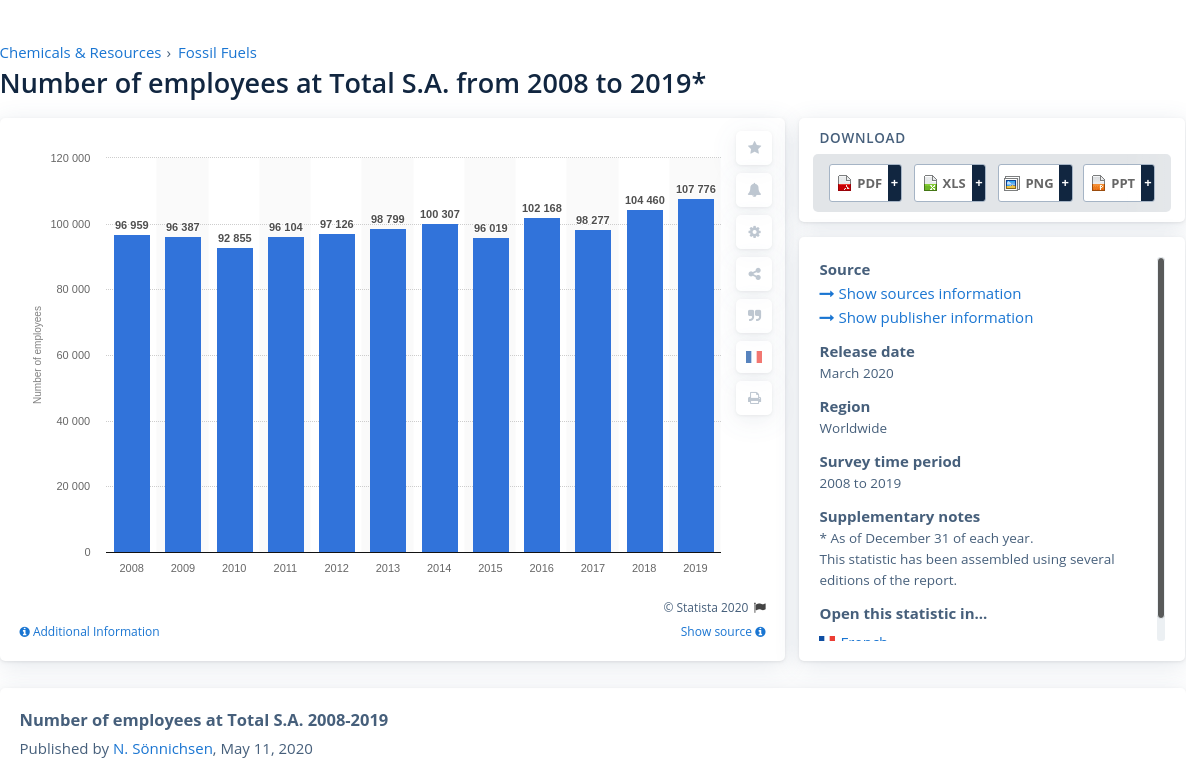 Chemicals & Resources › Fossil Fuels
Number of employees at Total S.A. from 2008 to 2019*
120 000
100 000
80 000
60 000
40 000
20 000
0
Number of employees
96 959
96 387
92 855
96 104
97 126
98 799
100 307
96 019
102 168
98 277
104 460
107 776
2008
2009
2010
2011
2012
2013
2014
2015
2016
2017
2018
2019
© Statista 2020
Additional Information
Show source
DOWNLOAD
PDF +
XLS +
PNG +
PPT +
Source
Show sources information
Show publisher information
Release date
March 2020
Region
Worldwide
Survey time period
2008 to 2019
Supplementary notes
* As of December 31 of each year.
This statistic has been assembled using several
editions of the report.
Open this statistic in...
French
Number of employees at Total S.A. 2008-2019
Published by N. Sönnichsen, May 11, 2020